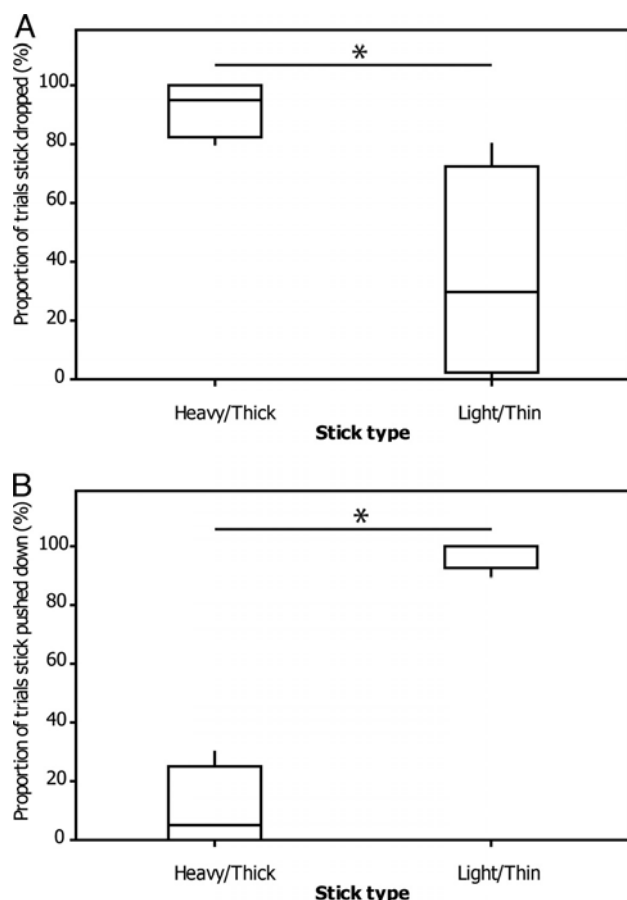 A
Proportion of trials stick dropped (%)
*
100
80
60
40
20
0
Heavy/Thick
Light/Thin
Stick type
B
Proportion of trials stick pushed down (%)
*
100
80
60
40
20
0
Heavy/Thick
Light/Thin
Stick type